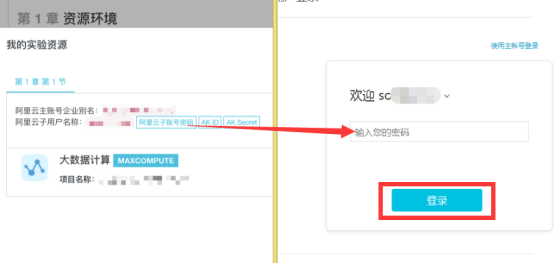 第 1 章 资源环境
我的实验资源
第 1 章 第 1 节
阿里云主账号企业别名：
阿里云子用户名称： 阿里云子账号密码 AK ID AK Secret
大数据计算 MAXCOMPUTE
项目名称：
使用主帐号登录
欢迎 sc
输入您的密码
登录